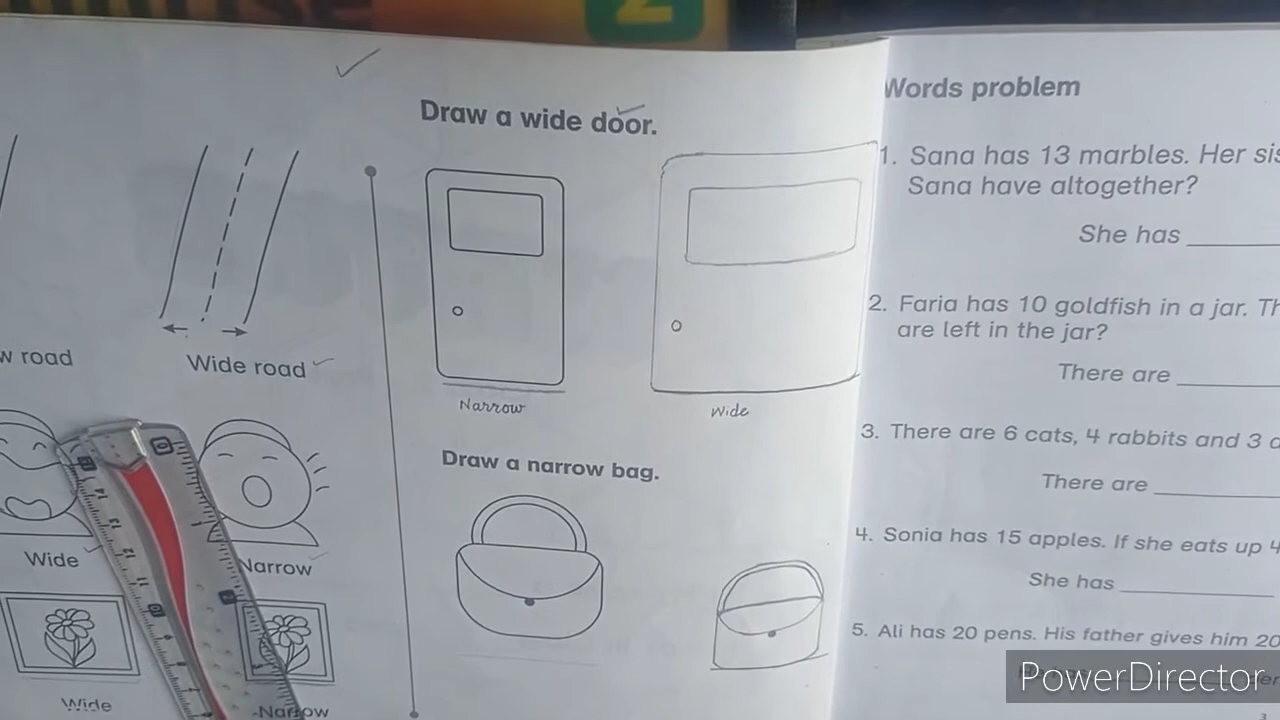 Draw a wide door.
w road
Wide road
Narrow
Wide
Draw a narrow bag.
Wide
Narrow
Wide
Narrow
Words problem
1. Sana has 13 marbles. Her sis
Sana have altogether?
She has
2. Faria has 10 goldfish in a jar. Th
are left in the jar?
There are
3. There are 6 cats, 4 rabbits and 3 d
There are
4. Sonia has 15 apples. If she eats up 4
She has
5. Ali has 20 pens. His father gives him 20
3
PowerDirector